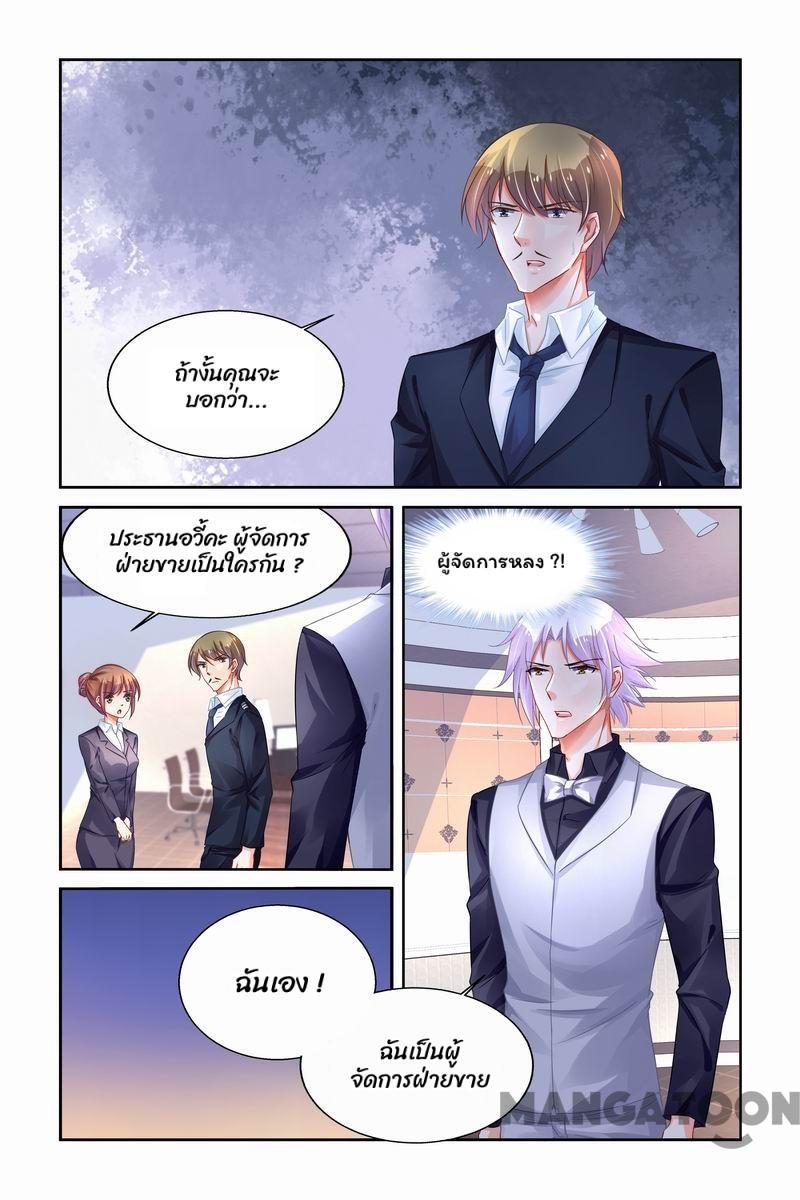 ถ้างั้นคุณจะ
บอกว่า...
ประธานอวี้คะ ผู้จัดการ
ฝ่ายขายเป็นใครกัน ?
ผู้จัดการหลง ?!
ฉันเอง !
ฉันเป็นผู้
จัดการฝ่ายขาย
MANGATOON